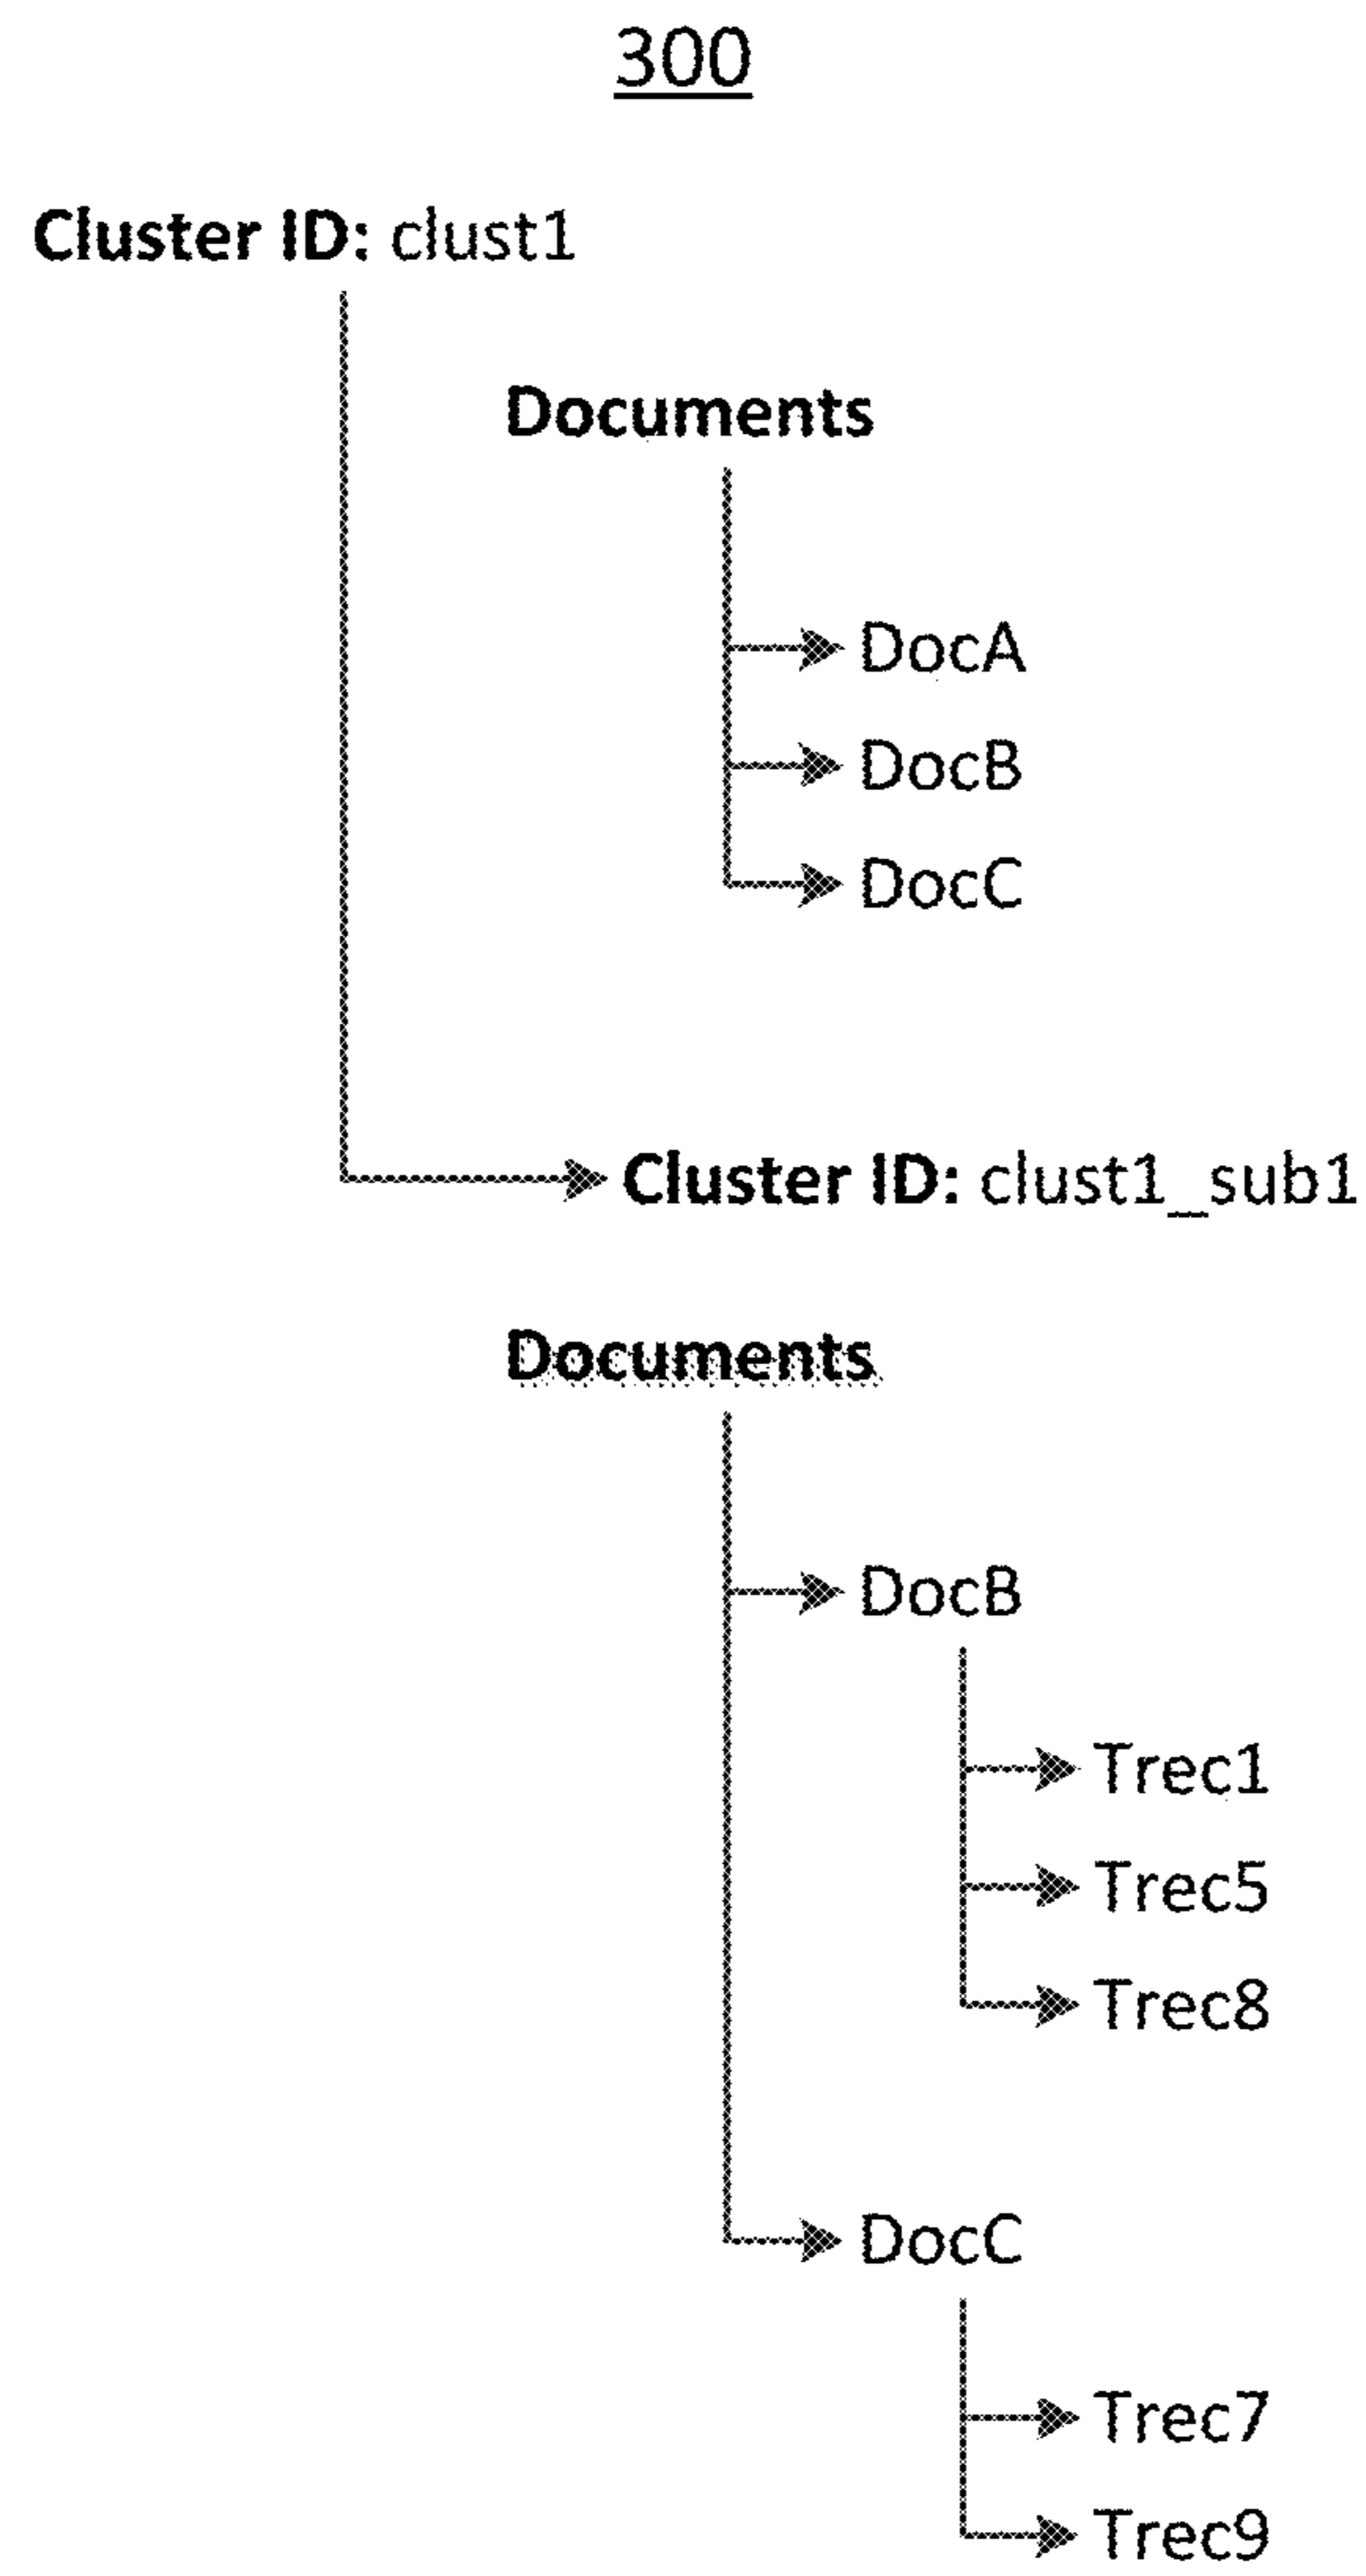 300
Cluster ID: clust1
Documents
DocA
DocB
DocC
Cluster ID: clust1_sub1
Documents
DocB
Trec1
Trec5
Trec8
DocC
Trec7
Trec9